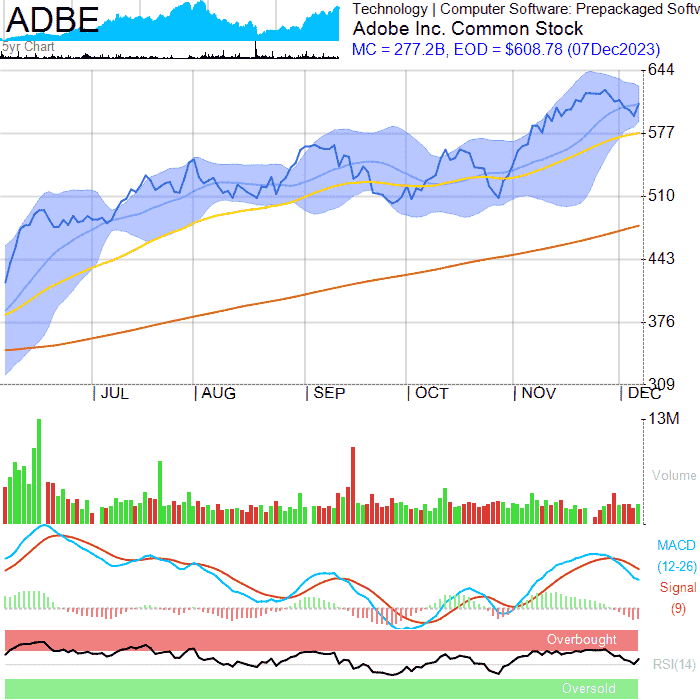 ADBE
5yr Chart
Technology | Computer Software: Prepackaged Softw
Adobe Inc. Common Stock
MC = 277.2B, EOD = $608.78 (07Dec2023)
644
577
510
443
376
309
JUL AUG SEP OCT NOV DEC
13M
Volume
MACD
(12-26)
Signal
(9)
Overbought
RSI(14)
Oversold